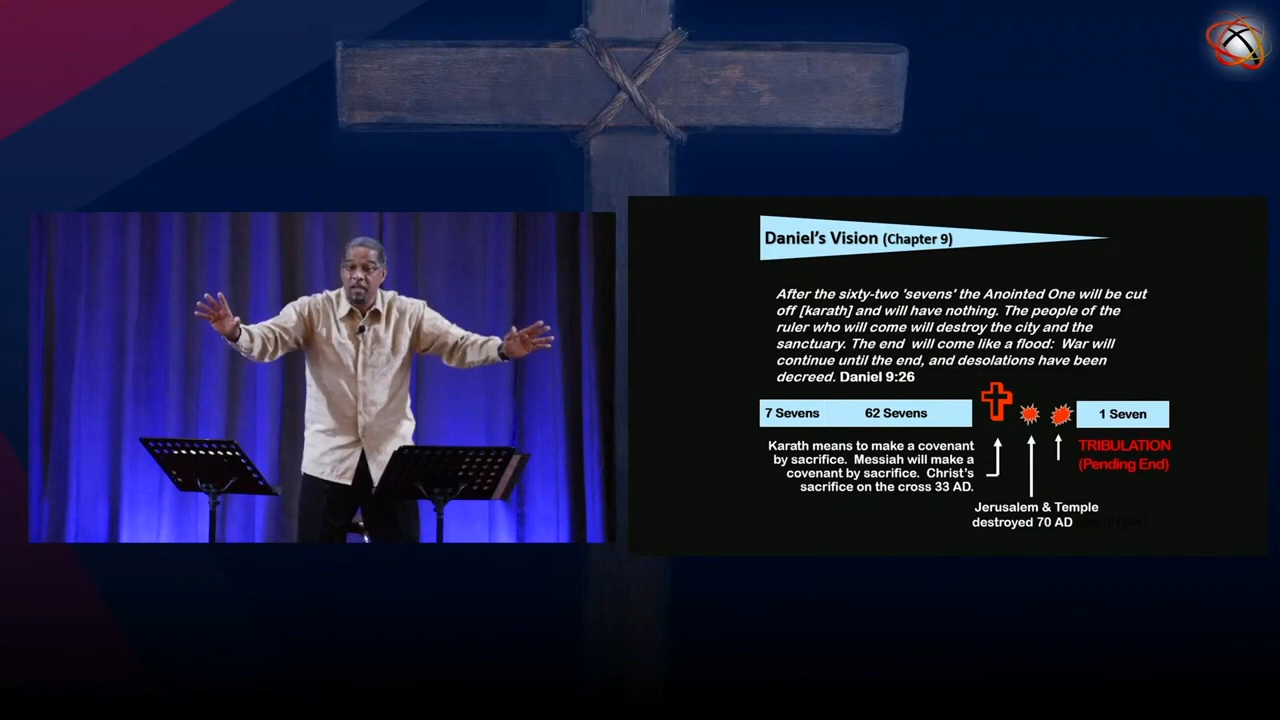 Daniel's Vision (Chapter 9)
After the sixty-two 'sevens' the Anointed One will be cut
off [karath] and will have nothing. The people of the
ruler who will come will destroy the city and the
sanctuary. The end will come like a flood: War will
continue until the end, and desolations have been
decreed. Daniel 9:26
7 Sevens 62 Sevens 1 Seven
Karath means to make a covenant
by sacrifice. Messiah will make a
covenant by sacrifice. Christ's
sacrifice on the cross 33 AD.
TRIBULATION
(Pending End)
Jerusalem & Temple
destroyed 70 AD